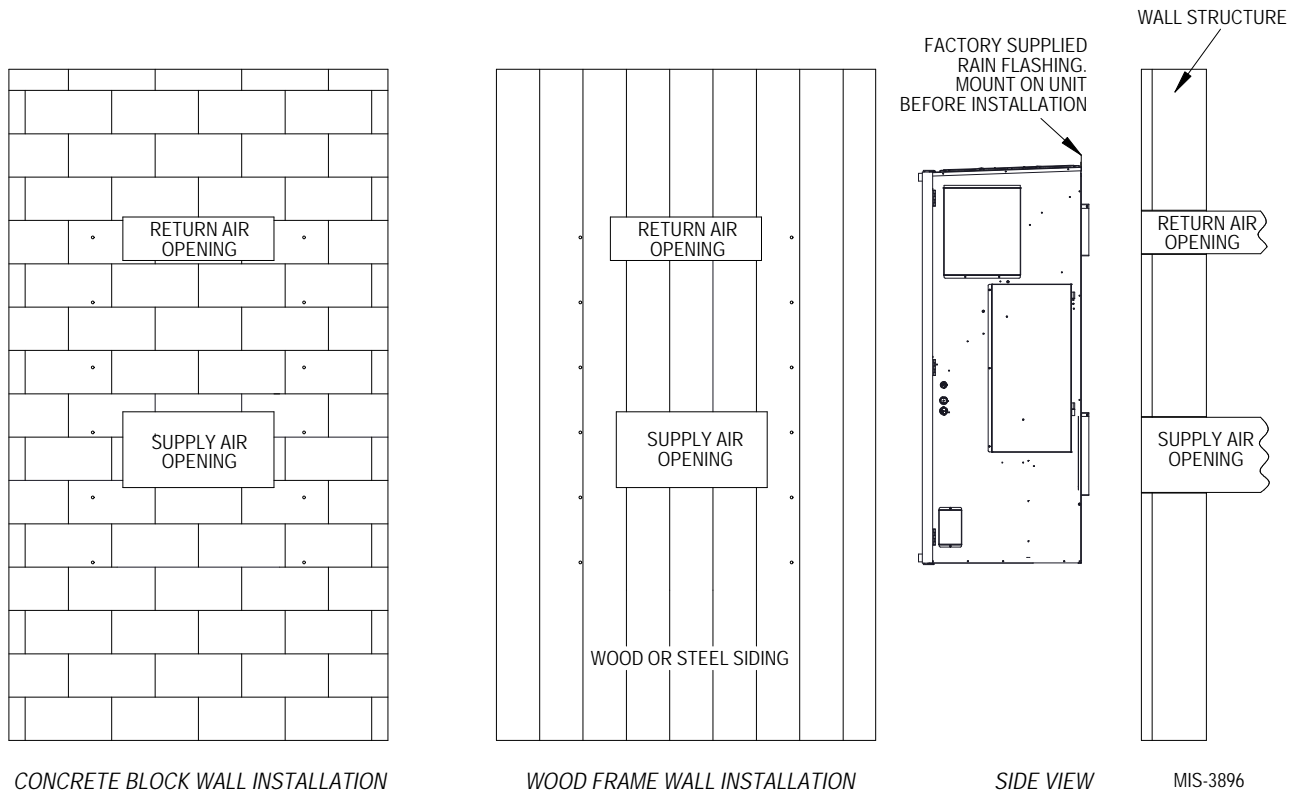 WALL STRUCTURE
FACTORY SUPPLIED
RAIN FLASHING.
MOUNT ON UNIT
BEFORE INSTALLATION
RETURN AIR
OPENING
RETURN AIR
OPENING
RETURN AIR
OPENING
SUPPLY AIR
OPENING
SUPPLY AIR
OPENING
SUPPLY AIR
OPENING
WOOD OR STEEL SIDING
CONCRETE BLOCK WALL INSTALLATION
WOOD FRAME WALL INSTALLATION
SIDE VIEW
MIS-3896